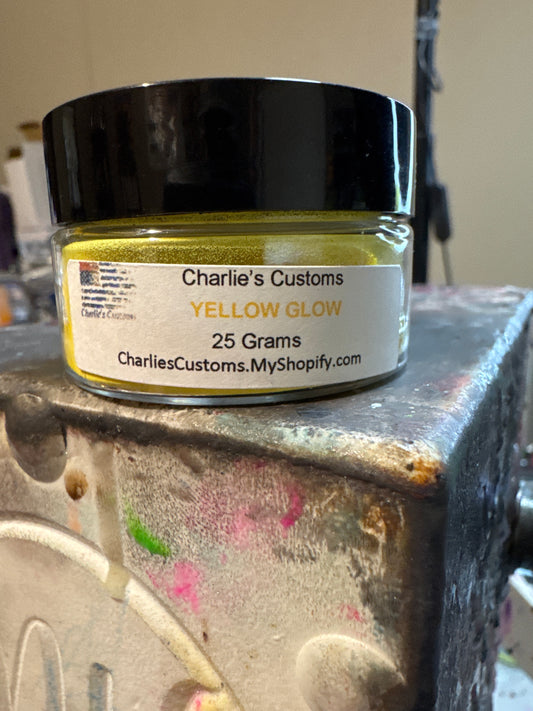 Charlie's Customs
YELLOW GLOW
25 Grams
CharliesCustoms.MyShopify.com